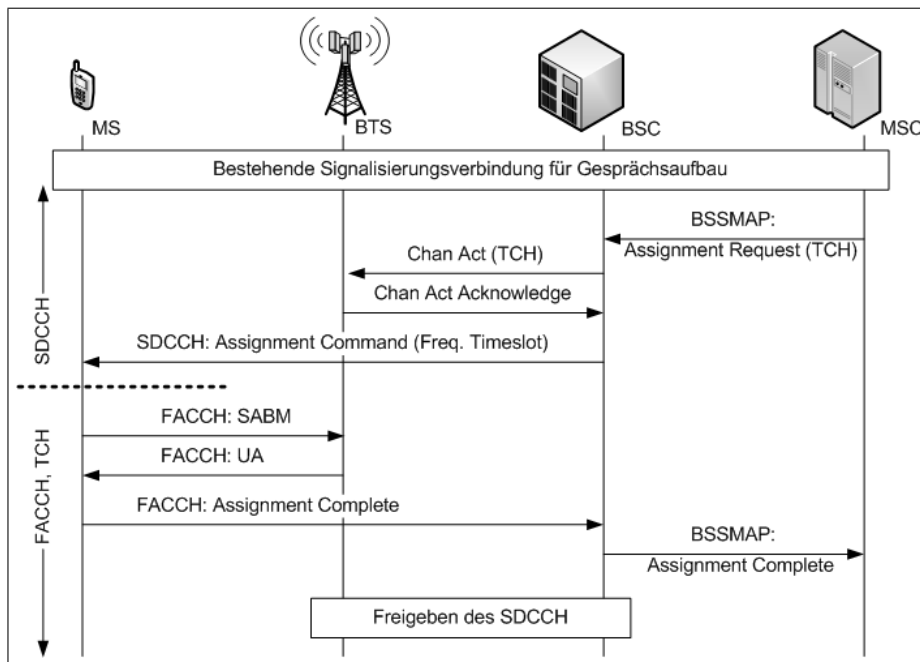 MS
BTS
BSC
MSC
Bestehende Signalisierungsverbindung für Gesprächsaufbau
BSSMAP:
Assignment Request (TCH)
Chan Act (TCH)
Chan Act Acknowledge
SDCCH: Assignment Command (Freq. Timeslot)
SDCCH
FACCH: SABM
FACCH: UA
FACCH: Assignment Complete
BSSMAP:
Assignment Complete
FACCH, TCH
Freigeben des SDCCH